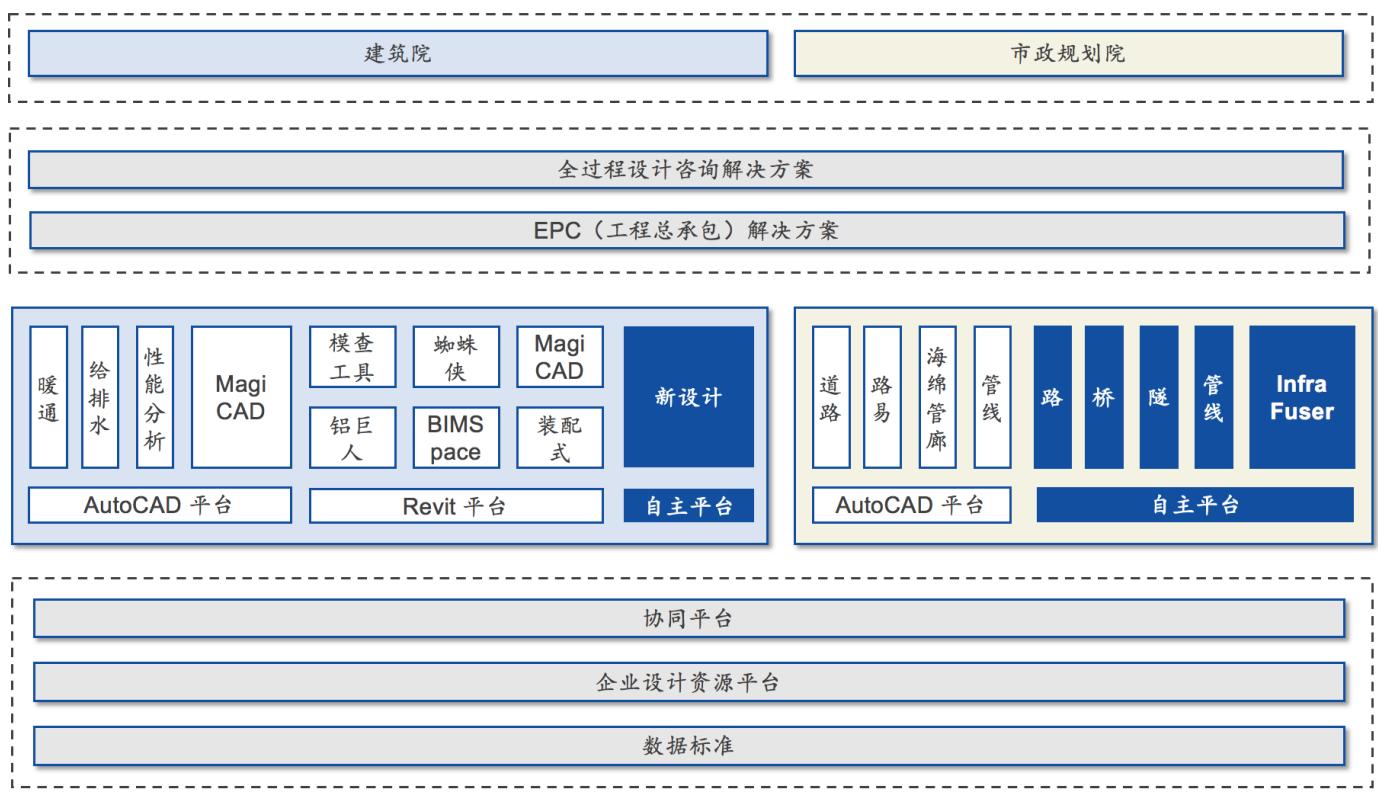 建筑院
市政规划院
全过程设计咨询解决方案
EPC（工程总承包）解决方案
暖通
给排水
性能分析
Magi
CAD
模查
工具
蜘蛛
侠
Magi
CAD
铝巨
人
BIMS
pace
装配
式
新设计
AutoCAD 平台
Revit 平台
自主平台
道路
路易
海绵管廊
管线
路
桥
隧
管线
Infra
Fuser
AutoCAD 平台
自主平台
协同平台
企业设计资源平台
数据标准